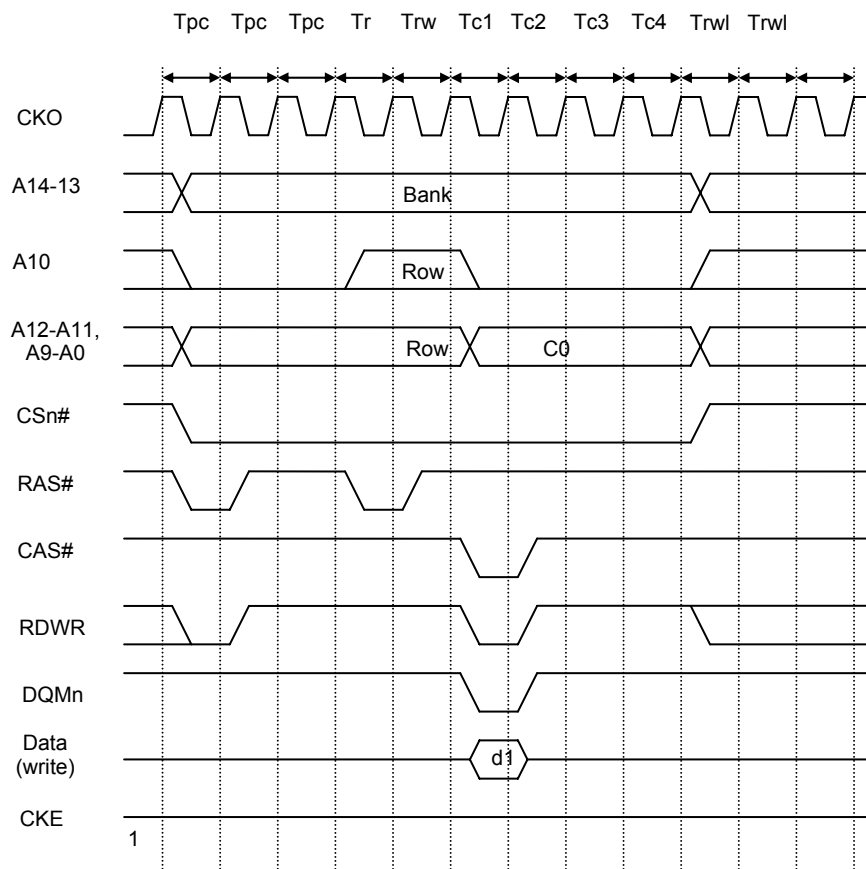 Tpc Tpc Tpc Tr Trw Tc1 Tc2 Tc3 Tc4 Trwl Trwl
CKO
A14-13
Bank
A10
Row
A12-A11,
A9-A0
Row
C0
CSn#
RAS#
CAS#
RDWR
DQMn
Data
(write)
d1
CKE
1